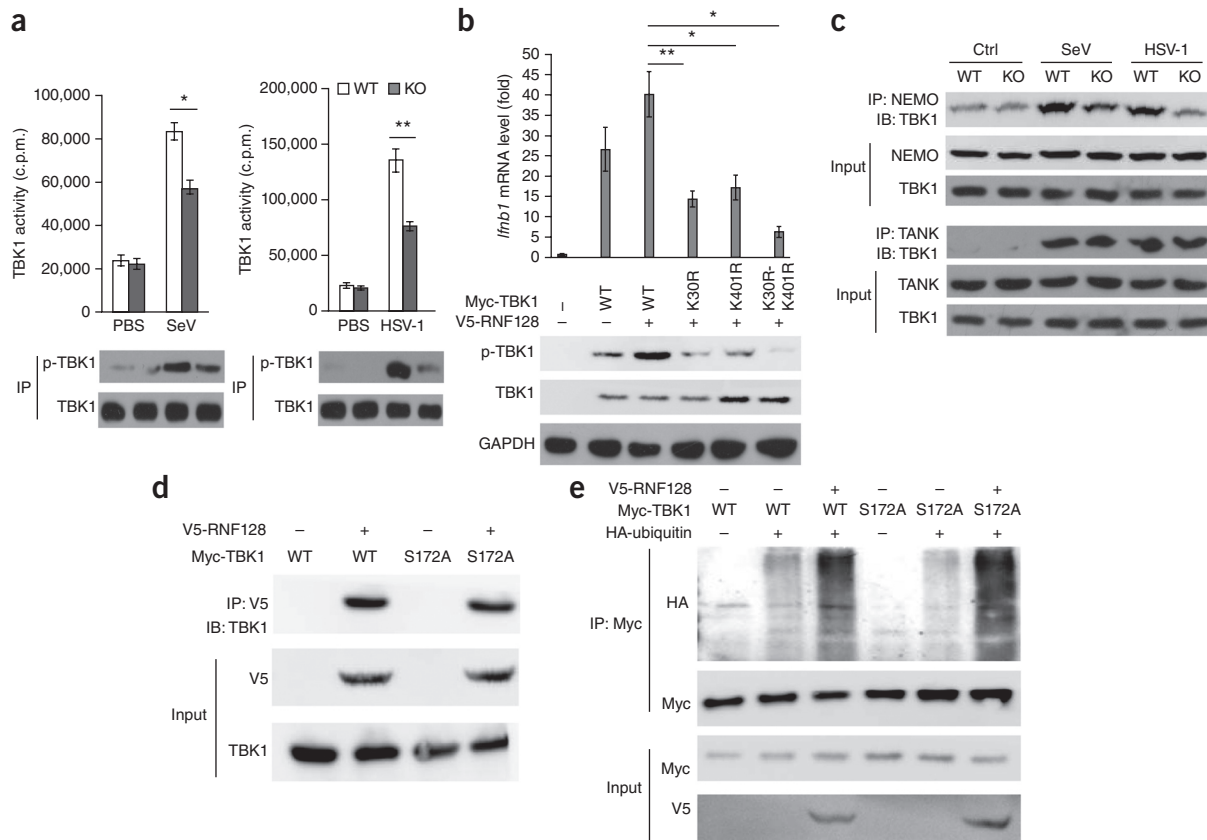 a
TBK1 activity (c.p.m.)
100,000
80,000
60,000
40,000
20,000
0
*
PBS SeV
TBK1 activity (c.p.m.)
200,000
150,000
100,000
50,000
0
WT KO
**
PBS HSV-1
IP
p-TBK1
TBK1
IP
p-TBK1
TBK1
b
Ifnb1 mRNA level (fold)
50
45
40
35
30
25
20
15
10
5
0
*
*
**
Myc-TBK1 – WT WT K30R K401R K30R-K401R
V5-RNF128 – – + + + +
p-TBK1
TBK1
GAPDH
c
Ctrl SeV HSV-1
WT KO WT KO WT KO
IP: NEMO
IB: TBK1
Input
NEMO
TBK1
IP: TANK
IB: TBK1
Input
TANK
TBK1
d
V5-RNF128 – + – +
Myc-TBK1 WT WT S172A S172A
IP: V5
IB: TBK1
Input
V5
TBK1
e
V5-RNF128 – – + – – +
Myc-TBK1 WT WT WT S172A S172A S172A
HA-ubiquitin – + + – + +
IP: Myc
HA
Myc
Input
Myc
V5